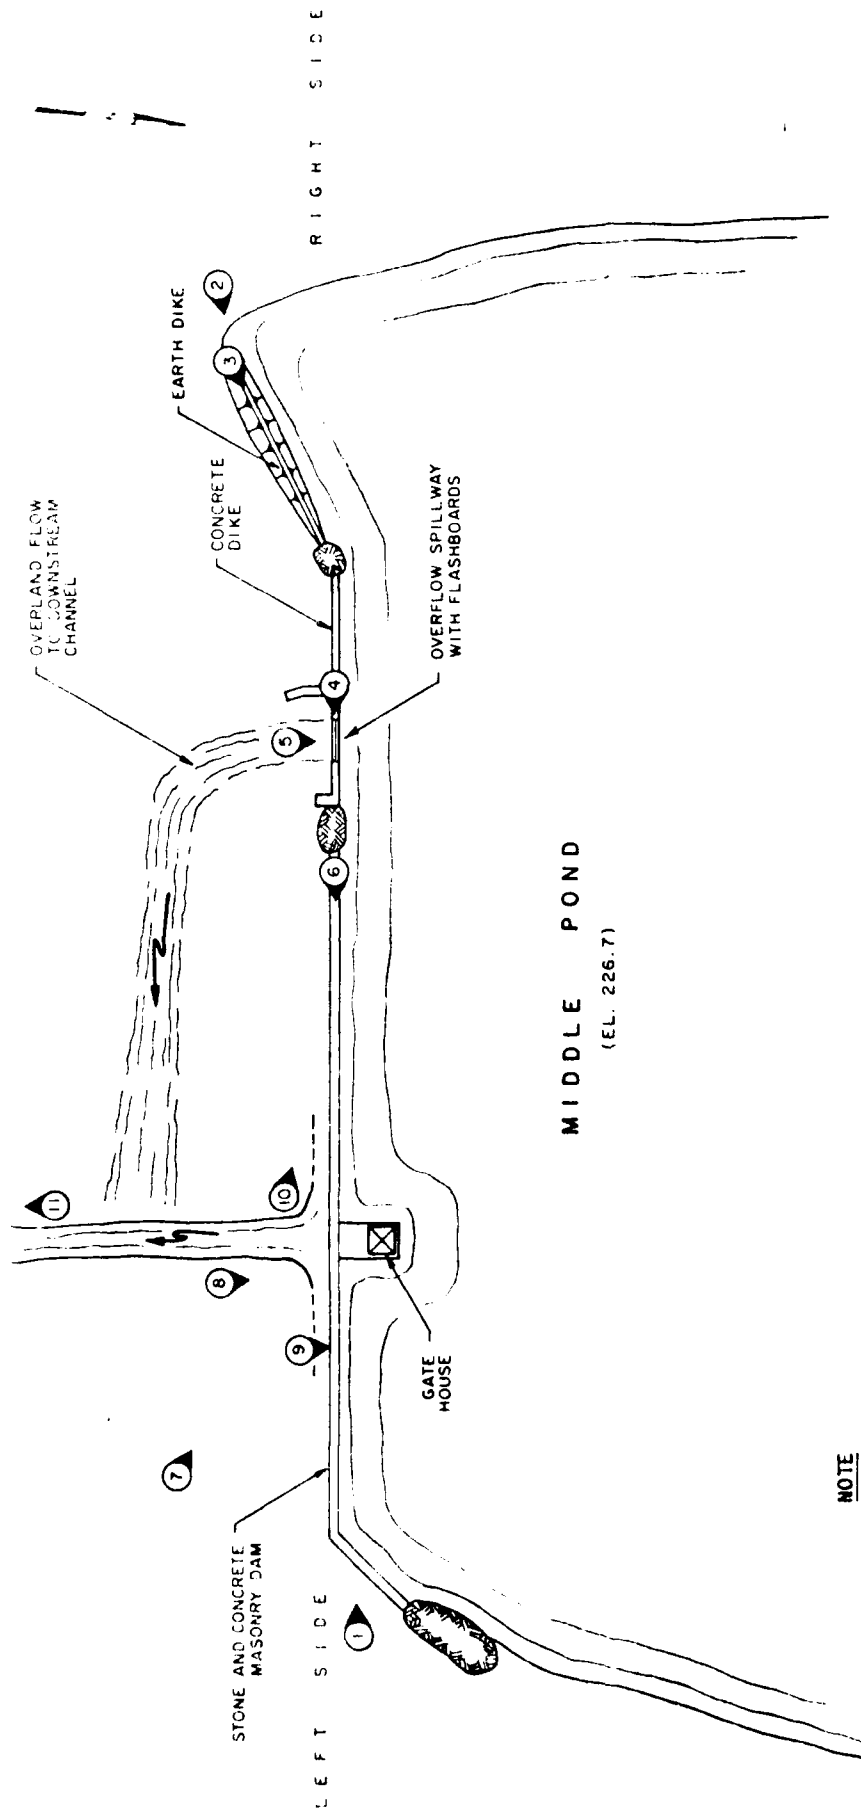 OVERLAND FLOW
TO DOWNSTREAM
CHANNEL
EARTH DIKE
CONCRETE
DIKE
OVERFLOW SPILLWAY
WITH FLASHBOARDS
RIGHT SIDE
2
3
4
5
6
11
10
8
9
7
1
GATE
HOUSE
STONE AND CONCRETE
MASONRY DAM
LEFT SIDE
MIDDLE POND
(EL. 226.7)
NOTE